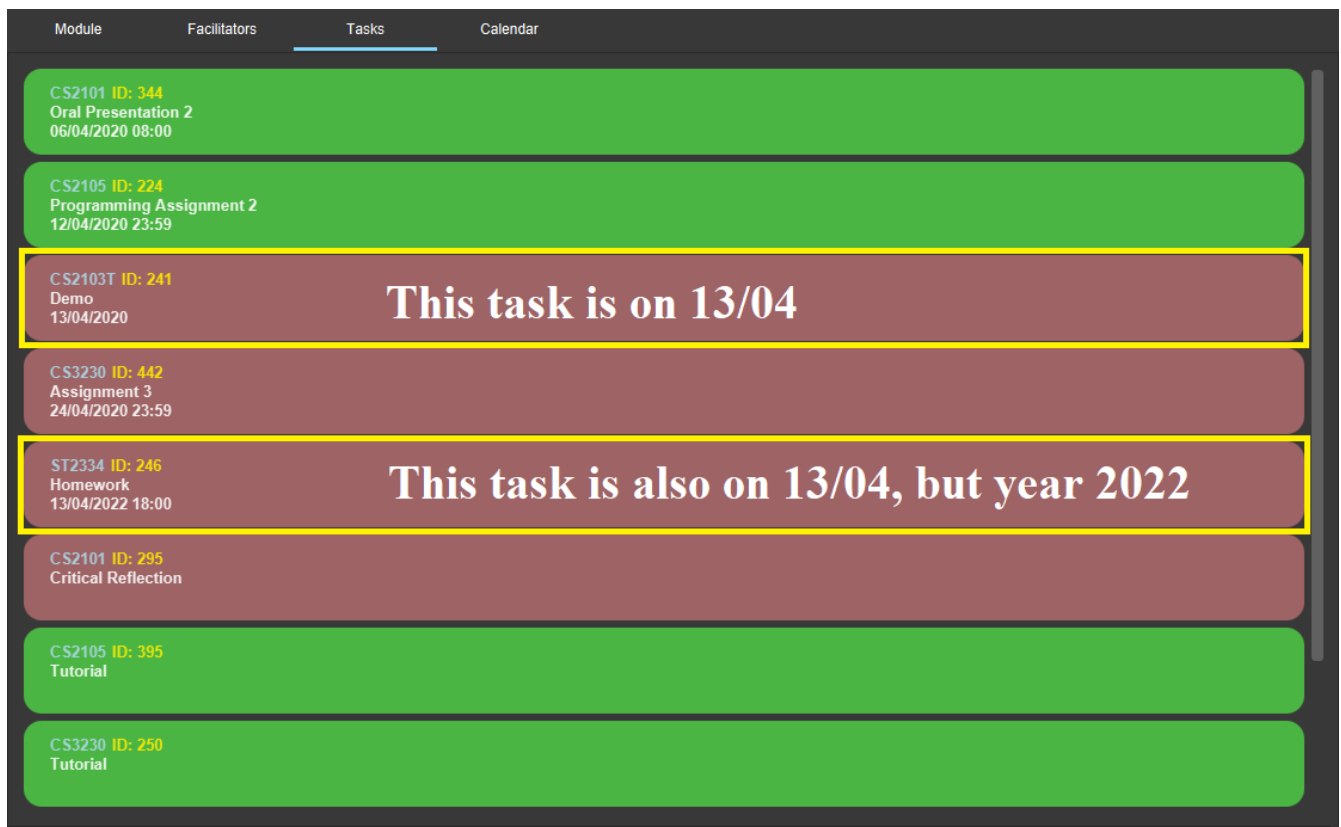 Module Facilitators Tasks Calendar
CS2101 ID: 344
Oral Presentation 2
06/04/2020 08:00
CS2105 ID: 224
Programming Assignment 2
12/04/2020 23:59
CS2103T ID: 241
Demo
13/04/2020
This task is on 13/04
CS3230 ID: 442
Assignment 3
24/04/2020 23:59
ST2334 ID: 246
Homework
13/04/2022 18:00
This task is also on 13/04, but year 2022
CS2101 ID: 295
Critical Reflection
CS2105 ID: 395
Tutorial
CS3230 ID: 250
Tutorial